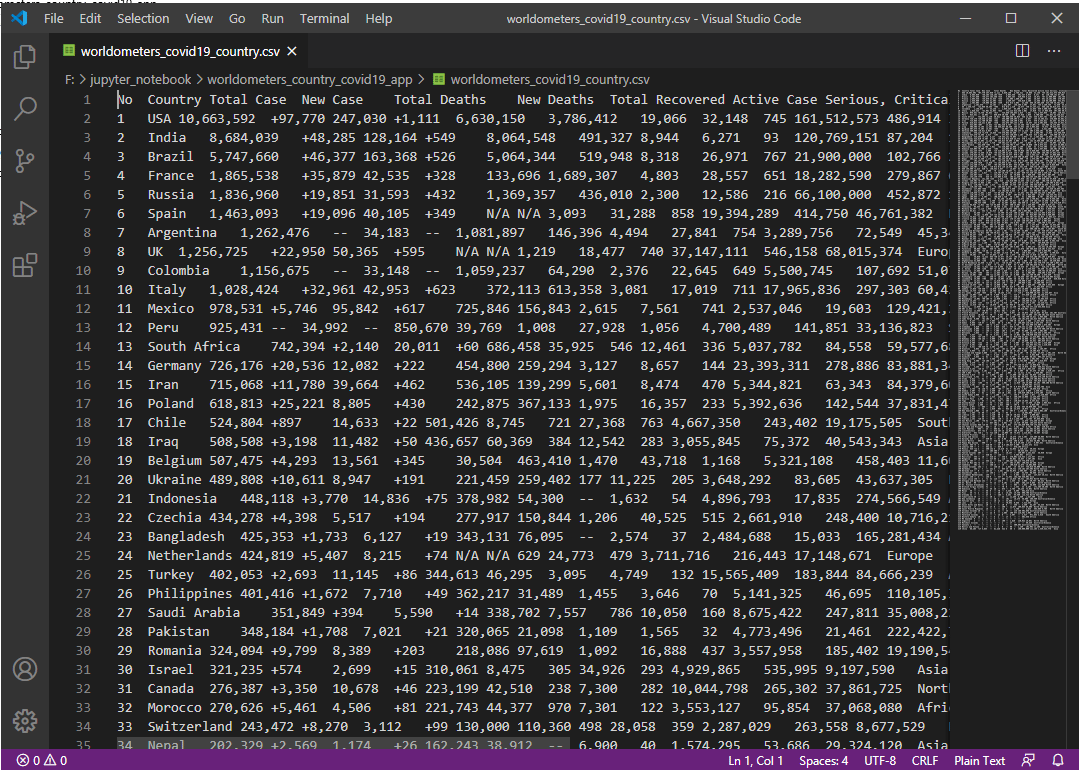 File Edit Selection View Go Run Terminal Help worldometers_covid19_country.csv - Visual Studio Code
worldometers_covid19_country.csv
F: > jupyter_notebook > worldometers_country_covid19_app > worldometers_covid19_country.csv
1 No Country Total Case New Case Total Deaths New Deaths Total Recovered Active Case Serious, Critica
2 1 USA 10,663,592 +97,770 247,030 +1,111 6,630,150 3,786,412 19,066 32,148 745 161,512,573 486,914
3 2 India 8,684,039 +48,285 128,164 +549 8,064,548 491,327 8,944 6,271 93 120,769,151 87,204
4 3 Brazil 5,747,660 +46,377 163,368 +526 5,064,344 519,948 8,318 26,971 767 21,900,000 102,766
5 4 France 1,865,538 +35,879 42,535 +328 133,696 1,689,307 4,803 28,557 651 18,282,590 279,867
6 5 Russia 1,836,960 +19,851 31,593 +432 1,369,357 436,010 2,300 12,586 216 66,100,000 452,872
7 6 Spain 1,463,093 +19,096 40,105 +349 N/A N/A 3,093 31,288 858 19,394,289 414,750 46,761,382
8 7 Argentina 1,262,476 -- 34,183 -- 1,081,897 146,396 4,494 27,841 754 3,289,756 72,549 45,3
9 8 UK 1,256,725 +22,950 50,365 +595 N/A N/A 1,219 18,477 740 37,147,111 546,158 68,015,374 Euro
10 9 Colombia 1,156,675 -- 33,148 -- 1,059,237 64,290 2,376 22,645 649 5,500,745 107,692 51,0
11 10 Italy 1,028,424 +32,961 42,953 +623 372,113 613,358 3,081 17,019 711 17,965,836 297,303 60,4
12 11 Mexico 978,531 +5,746 95,842 +617 725,846 156,843 2,615 7,561 741 2,537,046 19,603 129,421,
13 12 Peru 925,431 -- 34,992 -- 850,670 39,769 1,008 27,928 1,056 4,700,489 141,851 33,136,823
14 13 South Africa 742,394 +2,140 20,011 +60 686,458 35,925 546 12,461 336 5,037,782 84,558 59,577,6
15 14 Germany 726,176 +20,536 12,082 +222 454,800 259,294 3,127 8,657 144 23,393,311 278,886 83,881,3
16 15 Iran 715,068 +11,780 39,664 +462 536,105 139,299 5,601 8,474 470 5,344,821 63,343 84,379,6
17 16 Poland 618,813 +25,221 8,805 +430 242,875 367,133 1,975 16,357 233 5,392,636 142,544 37,831,4
18 17 Chile 524,804 +897 14,633 +22 501,426 8,745 721 27,368 763 4,667,350 243,402 19,175,505 Sout
19 18 Iraq 508,508 +3,198 11,482 +50 436,657 60,369 384 12,542 283 3,055,845 75,372 40,543,343 Asia
20 19 Belgium 507,475 +4,293 13,561 +345 30,504 463,410 1,470 43,718 1,168 5,321,108 458,403 11,6
21 20 Ukraine 489,808 +10,611 8,947 +191 221,459 259,402 177 11,225 205 3,648,292 83,605 43,637,305
22 21 Indonesia 448,118 +3,770 14,836 +75 378,982 54,300 -- 1,632 54 4,896,793 17,835 274,566,549
23 22 Czechia 434,278 +4,398 5,517 +194 277,917 150,844 1,206 40,525 515 2,661,910 248,400 10,716,2
24 23 Bangladesh 425,353 +1,733 6,127 +19 343,131 76,095 -- 2,574 37 2,484,688 15,033 165,281,434
25 24 Netherlands 424,819 +5,407 8,215 +74 N/A N/A 629 24,773 479 3,711,716 216,443 17,148,671 Europe
26 25 Turkey 402,053 +2,693 11,145 +86 344,613 46,295 3,095 4,749 132 15,565,409 183,844 84,666,239
27 26 Philippines 401,416 +1,672 7,710 +49 362,217 31,489 1,455 3,646 70 5,141,325 46,695 110,105,
28 27 Saudi Arabia 351,849 +394 5,590 +14 338,702 7,557 786 10,050 160 8,675,422 247,811 35,008,2
29 28 Pakistan 348,184 +1,708 7,021 +21 320,065 21,098 1,109 1,565 32 4,773,496 21,461 222,422,
30 29 Romania 324,094 +9,799 8,389 +203 218,086 97,619 1,092 16,888 437 3,557,958 185,402 19,190,5
31 30 Israel 321,235 +574 2,699 +15 310,061 8,475 305 34,926 293 4,929,865 535,995 9,197,590 Asia
32 31 Canada 276,387 +3,350 10,678 +46 223,199 42,510 238 7,300 282 10,044,798 265,302 37,861,725 Nort
33 32 Morocco 270,626 +5,461 4,506 +81 221,743 44,377 970 7,301 122 3,553,127 95,854 37,068,080 Afri
34 33 Switzerland 243,472 +8,270 3,112 +99 130,000 110,360 498 28,058 359 2,287,029 263,558 8,677,529
35 34 Nepal 202,329 +2,569 1,174 +26 162,243 38,912 -- 6,900 40 1,574,295 53,686 29,324,120 Asia
0 0 Ln 1, Col 1 Spaces: 4 UTF-8 CRLF Plain Text